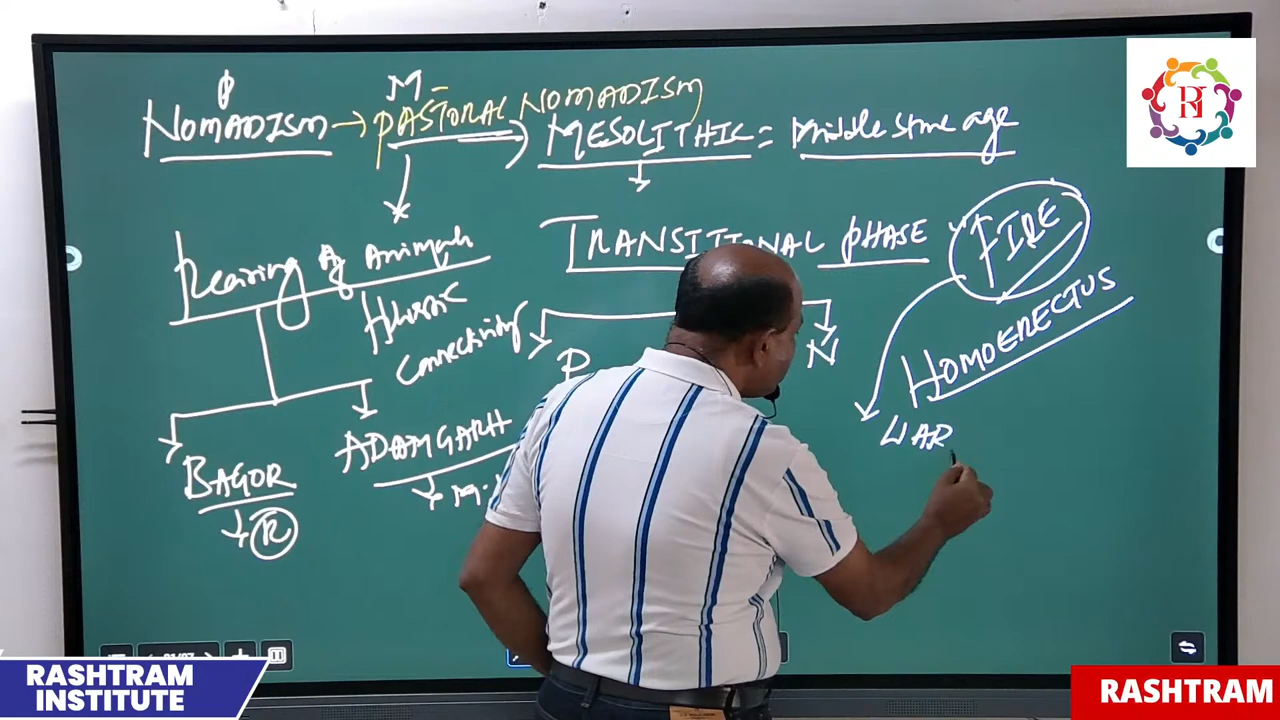 M
NOMADISM → PASTORAL NOMADISM
MESOLITHIC = Middle stone age
Rearing of Animals
TRANSITIONAL PHASE
FIRE
HOMOERECTUS
Connectivity
P
N
ADAMGARH
M.
BAGOR
R
RASHTRAM
INSTITUTE
RASHTRAM